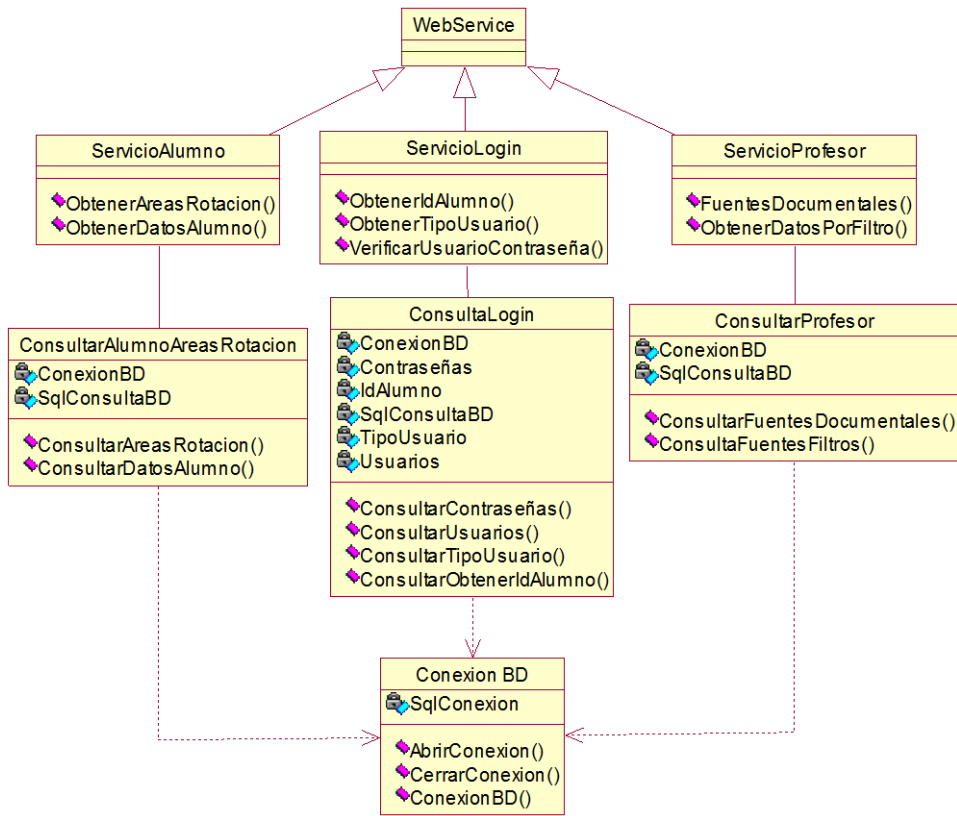 WebService
ServicioAlumno
ObtenerAreasRotacion()
ObtenerDatosAlumno()
ServicioLogin
ObtenerIdAlumno()
ObtenerTipoUsuario()
VerificarUsuarioContraseña()
ServicioProfesor
FuentesDocumentales()
ObtenerDatosPorFiltro()
ConsultarAlumnoAreasRotacion
ConexionBD
SqlConsultaBD
ConsultarAreasRotacion()
ConsultarDatosAlumno()
ConsultaLogin
ConexionBD
Contraseñas
IdAlumno
SqlConsultaBD
TipoUsuario
Usuarios
ConsultarContraseñas()
ConsultarUsuarios()
ConsultarTipoUsuario()
ConsultarObtenerIdAlumno()
ConsultarProfesor
ConexionBD
SqlConsultaBD
ConsultarFuentesDocumentales()
ConsultaFuentesFiltros()
Conexion BD
SqlConexion
AbrirConexion()
CerrarConexion()
ConexionBD()